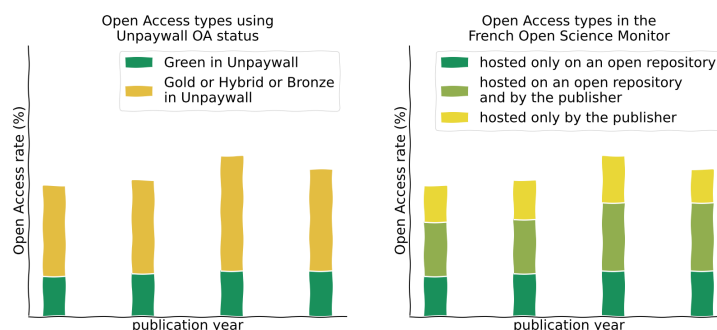 Open Access types using
Unpaywall OA status
Green in Unpaywall
Gold or Hybrid or Bronze
in Unpaywall
Open Access rate (%)
publication year
Open Access types in the
French Open Science Monitor
hosted only on an open repository
hosted on an open repository
and by the publisher
hosted only by the publisher
Open Access rate (%)
publication year